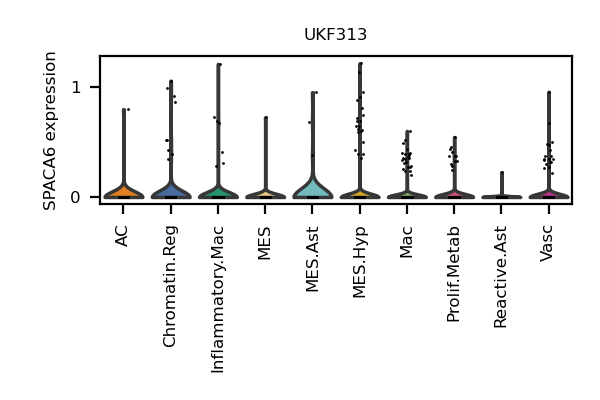 UKF313
SPACA6 expression
1
0
AC
Chromatin.Reg
Inflammatory.Mac
MES
MES.Ast
MES.Hyp
Mac
Prolif.Metab
Reactive.Ast
Vasc